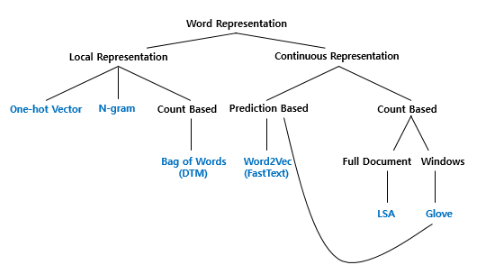 Word Representation
Local Representation
Continuous Representation
One-hot Vector
N-gram
Count Based
Prediction Based
Count Based
Bag of Words
(DTM)
Word2Vec
(FastText)
Full Document
Windows
LSA
Glove